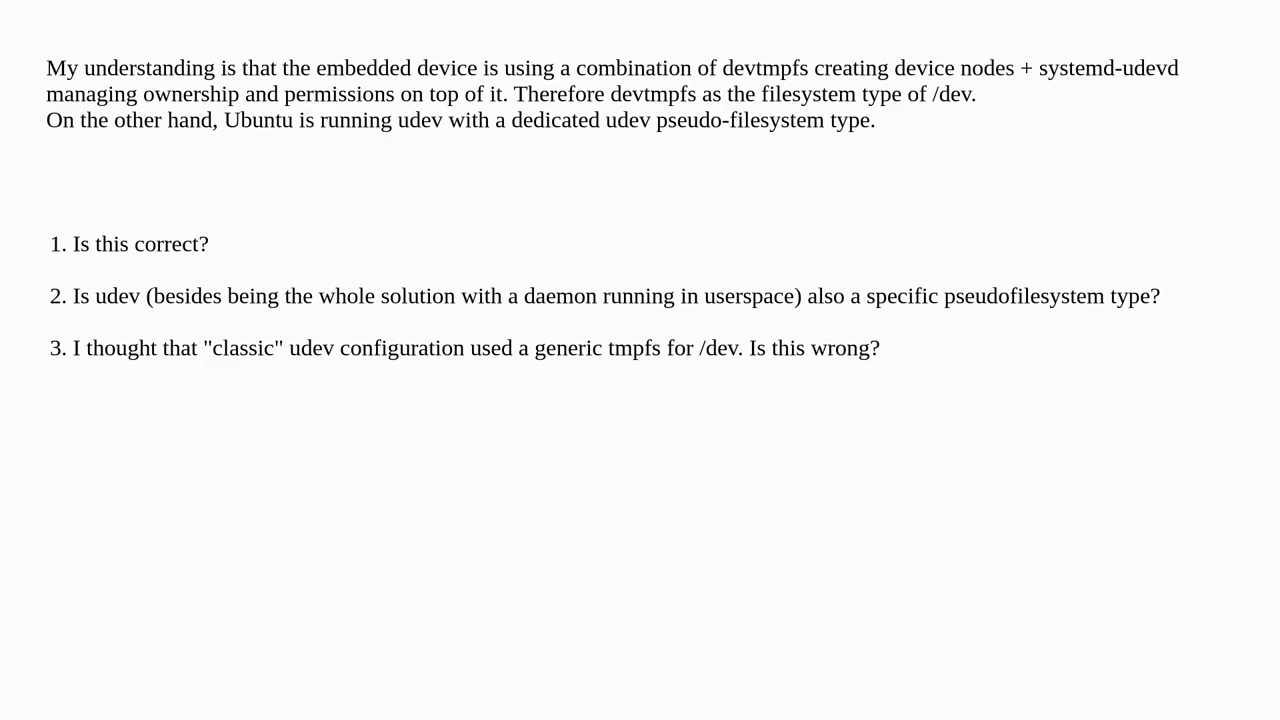 My understanding is that the embedded device is using a combination of devtmpfs creating device nodes + systemd-udevd
managing ownership and permissions on top of it. Therefore devtmpfs as the filesystem type of /dev.
On the other hand, Ubuntu is running udev with a dedicated udev pseudo-filesystem type.
1. Is this correct?
2. Is udev (besides being the whole solution with a daemon running in userspace) also a specific pseudofilesystem type?
3. I thought that "classic" udev configuration used a generic tmpfs for /dev. Is this wrong?